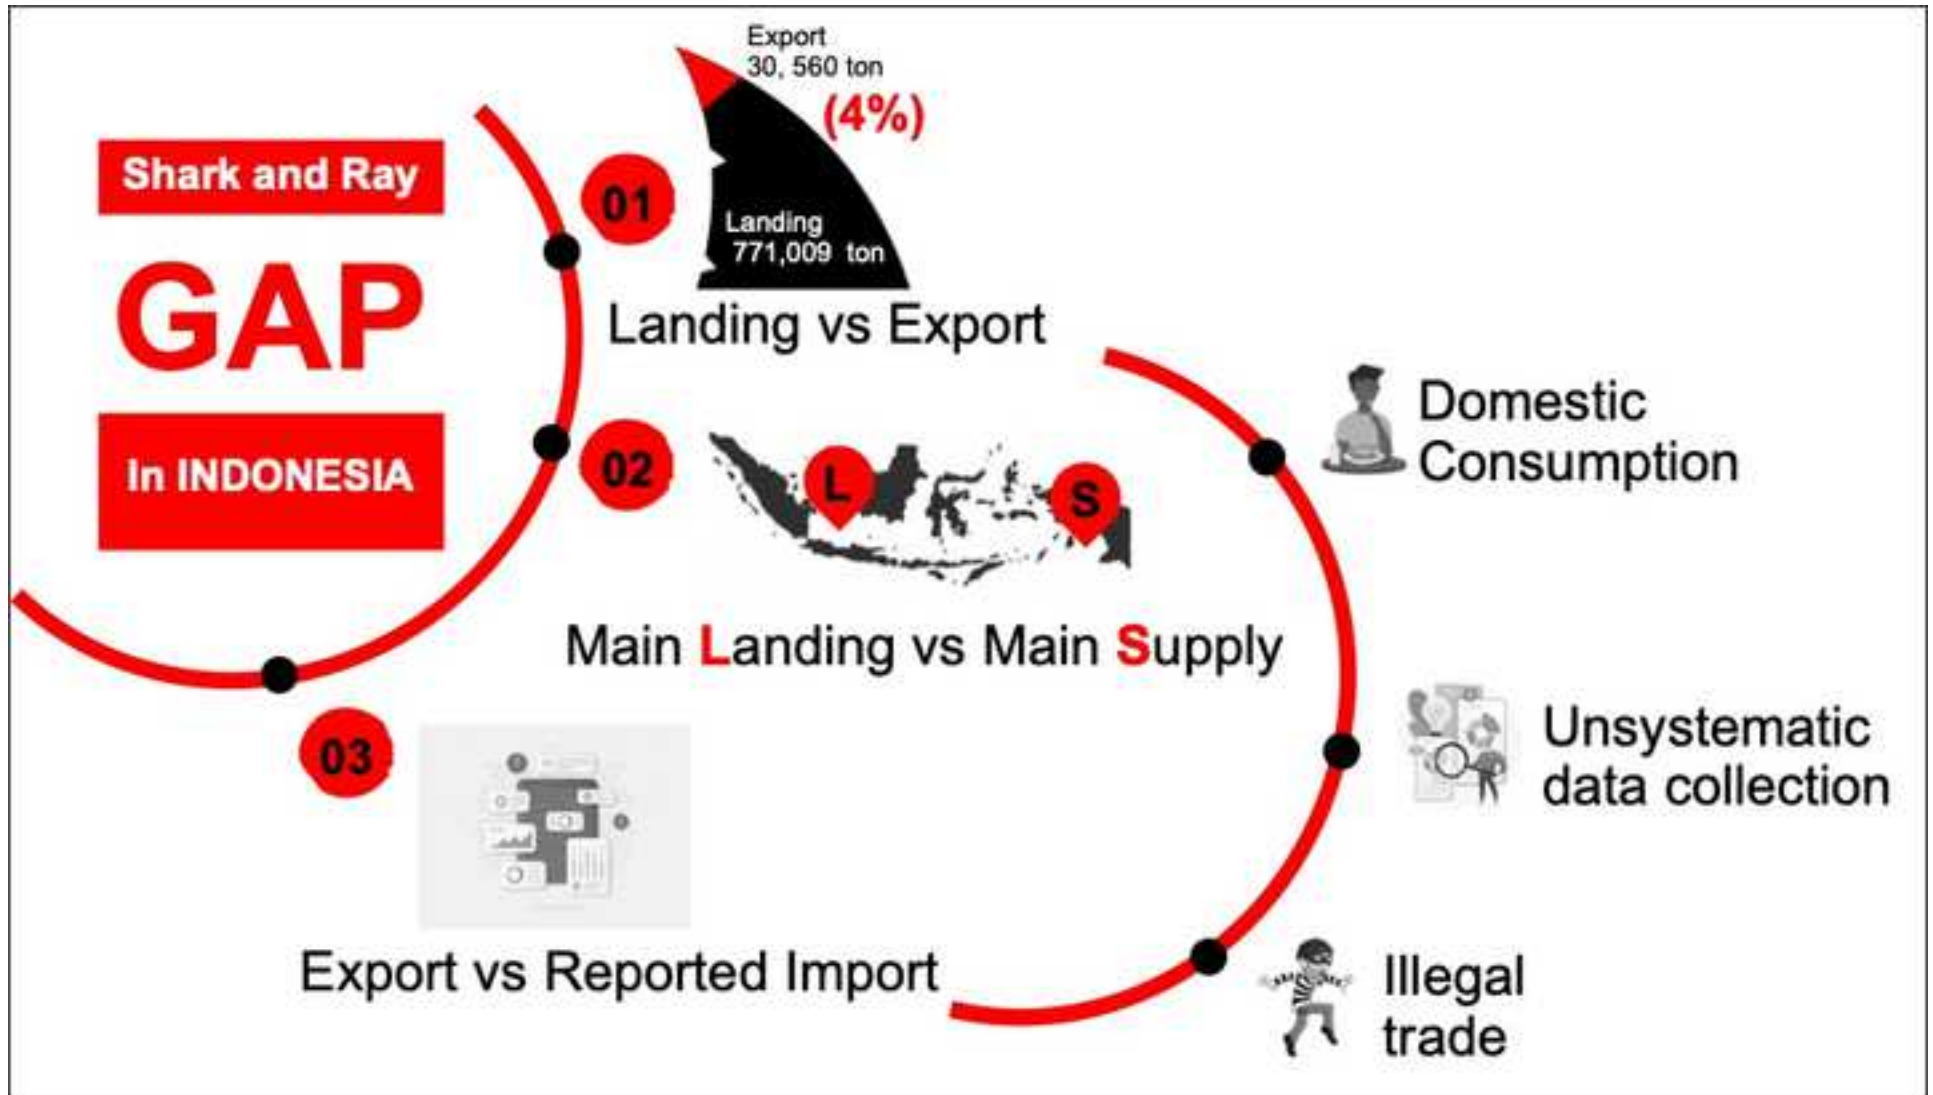 Shark and Ray
GAP
In INDONESIA
01
Export
30, 560 ton
(4%)
Landing
771,009 ton
Landing vs Export
02
L
S
Main Landing vs Main Supply
03
Export vs Reported Import
Domestic
Consumption
Unsystematic
data collection
Illegal
trade